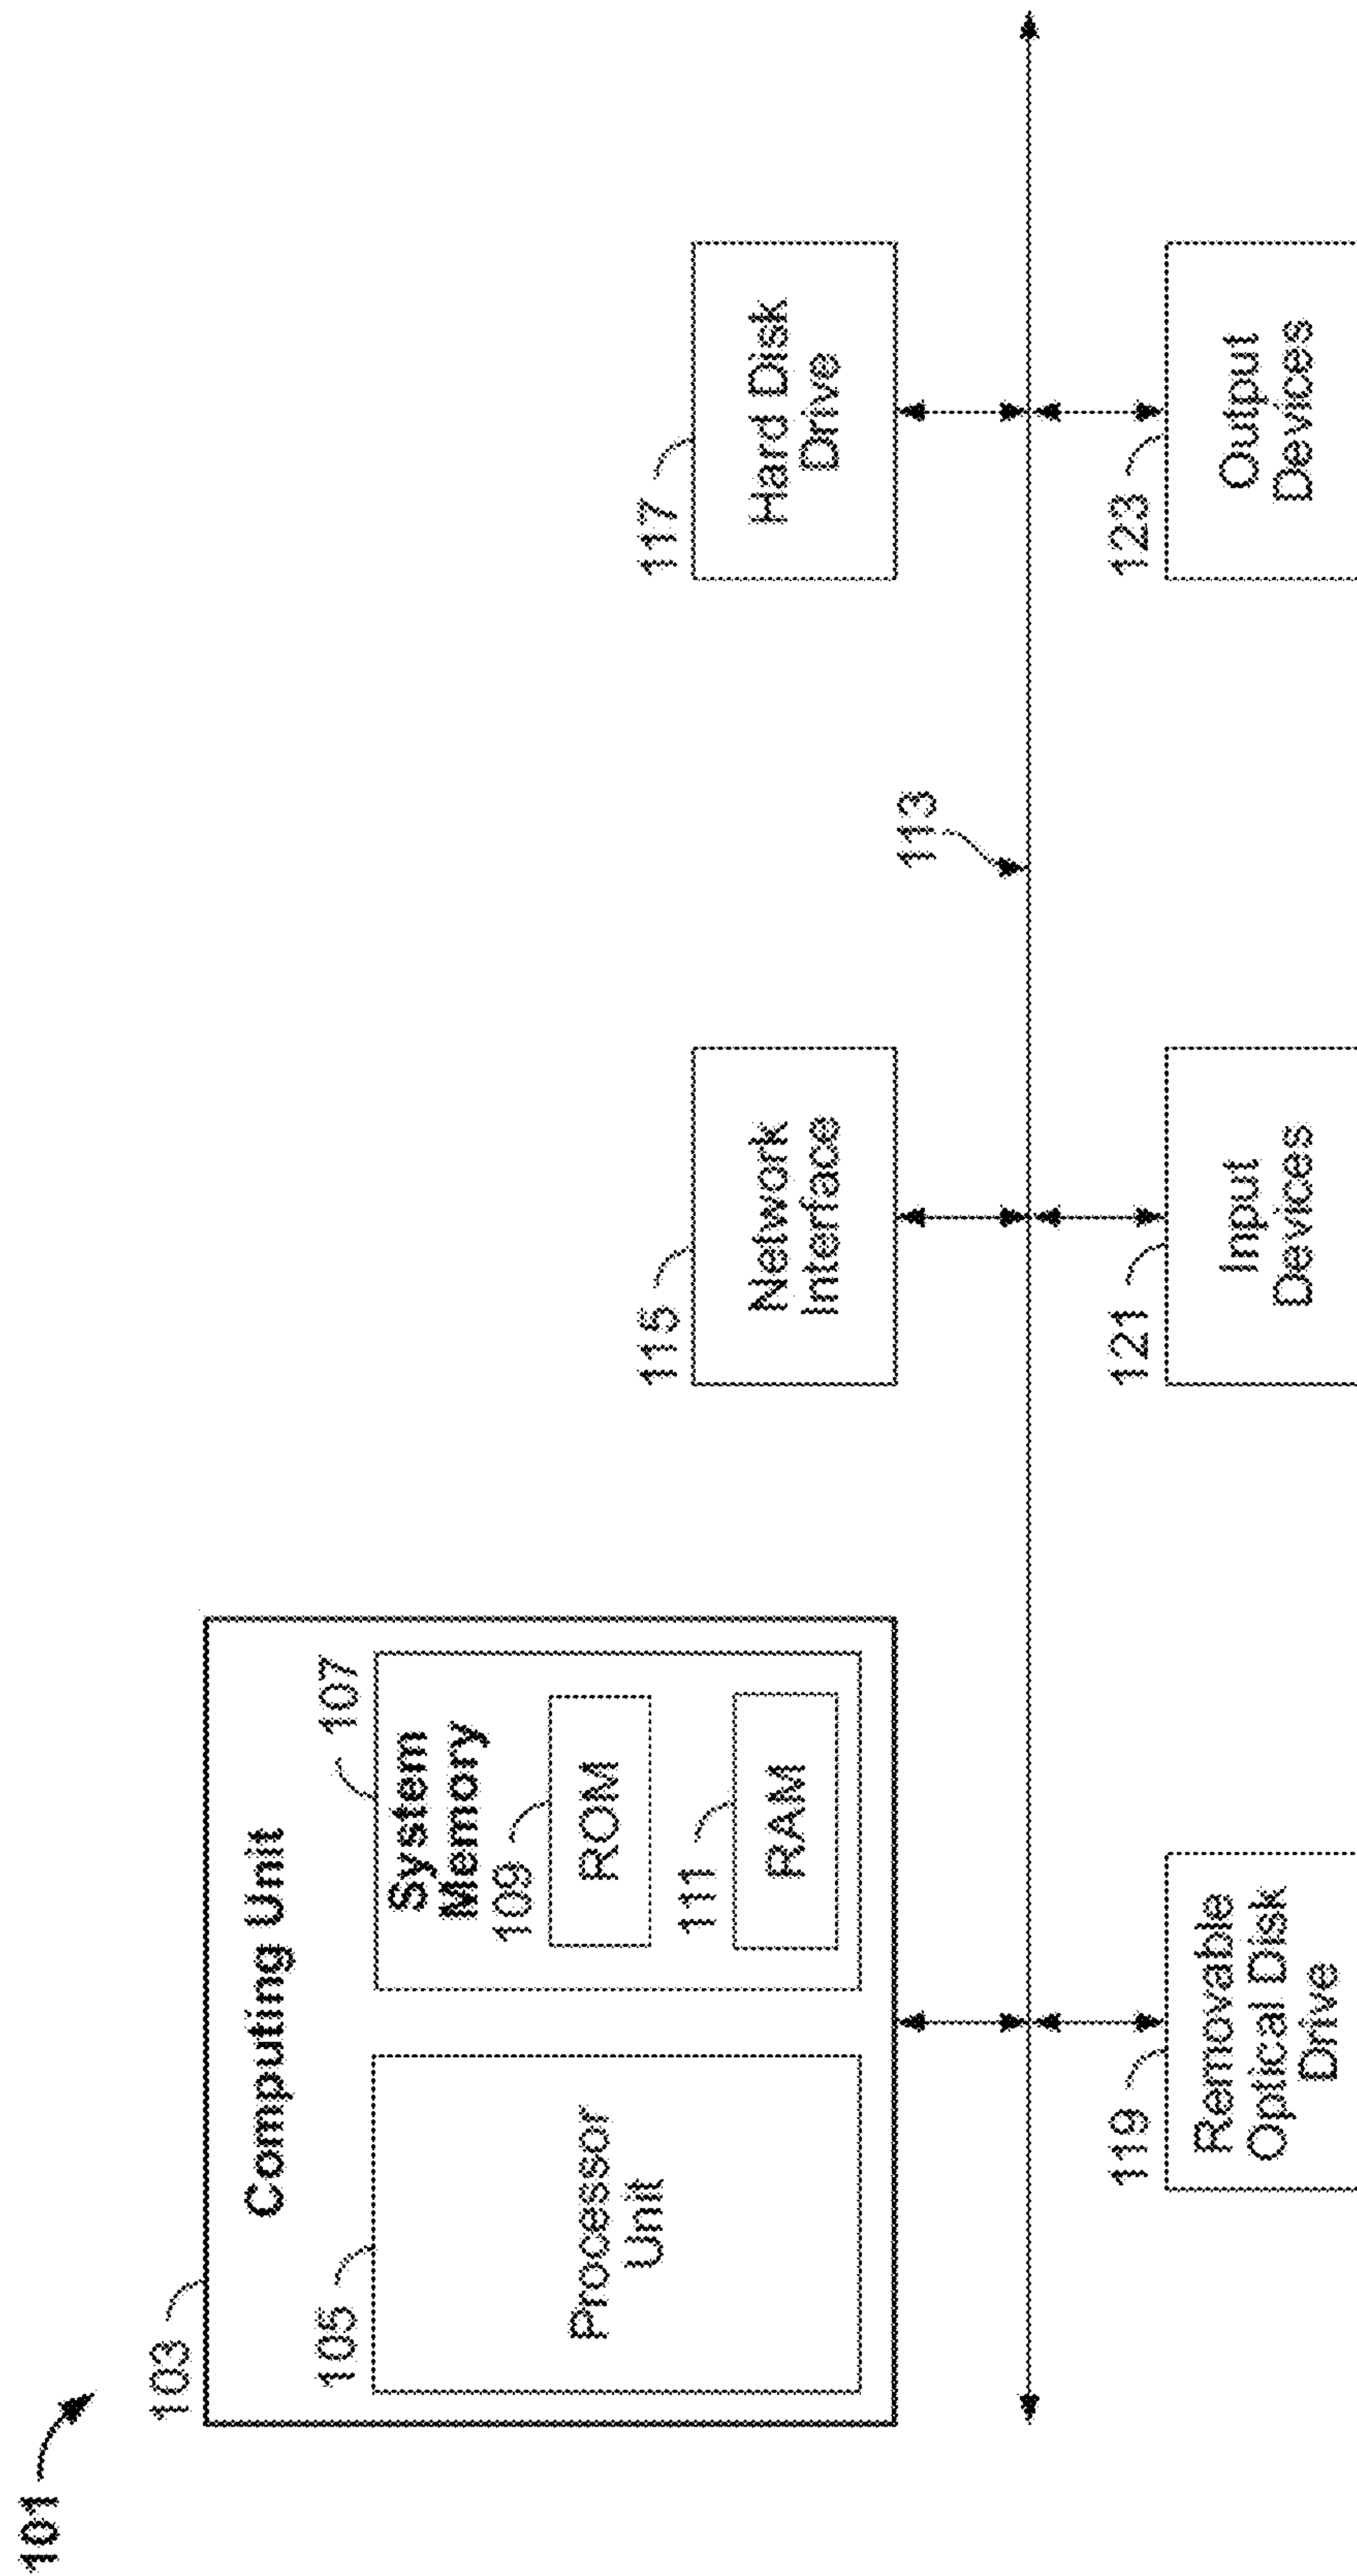 101
103
Computing Unit
105
Processor
Unit
107
System
Memory
109
ROM
111
RAM
115
Network
Interface
117
Hard Disk
Drive
113
119
Removable
Optical Disk
Drive
121
Input
Devices
123
Output
Devices